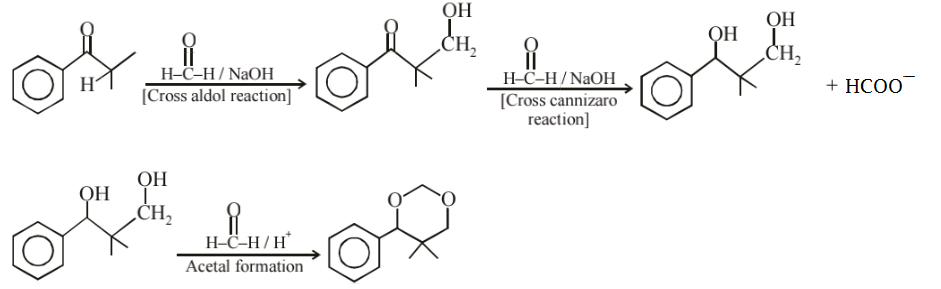 O
H
H–C–H / NaOH
[Cross aldol reaction]
O
O
OH
CH₂
O
H–C–H / NaOH
[Cross cannizaro
reaction]
OH
OH
CH₂
+ HCOO⁻
OH
OH
CH₂
O
H–C–H / H⁺
Acetal formation
O
O